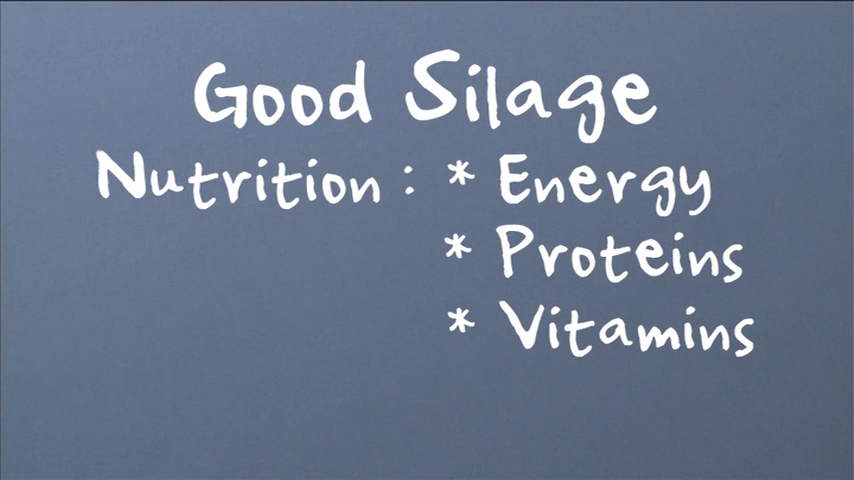 Good Silage
Nutrition : * Energy
* Proteins
* Vitamins